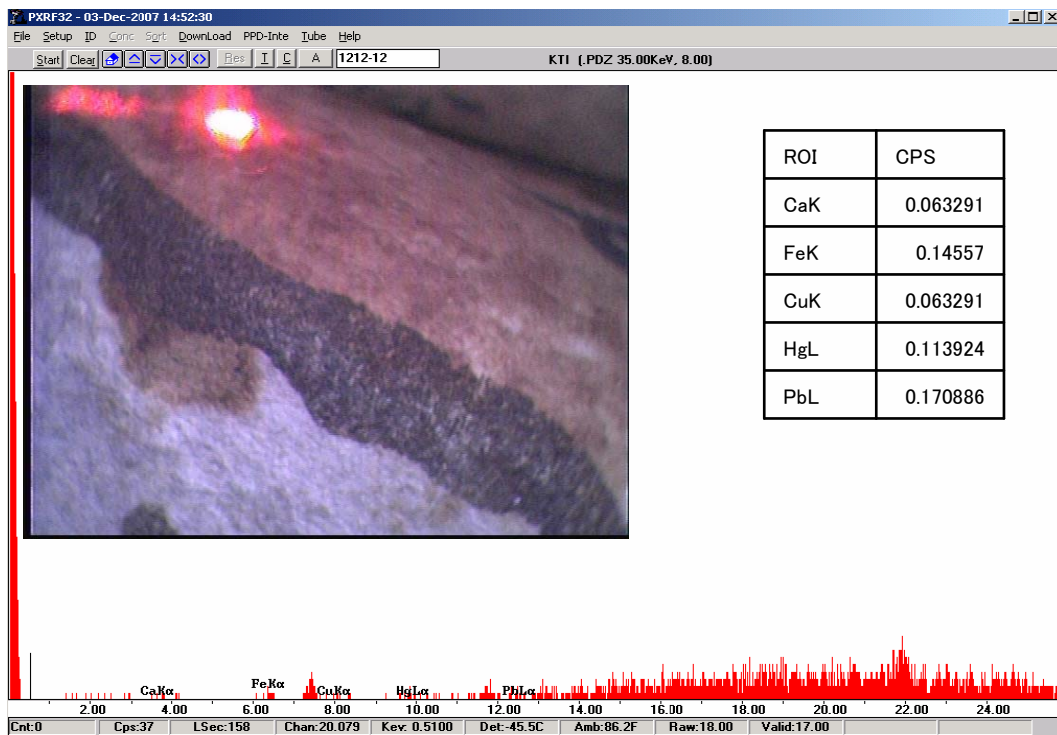 PXRF32 - 03-Dec-2007 14:52:30
File Setup ID Conc Sort DownLoad PPD-Inte Tube Help
Start Clear Res I C A 1212-12 KTI (.PDZ 35.00KeV, 8.00)
ROI CPS
CaK 0.063291
FeK 0.14557
CuK 0.063291
HgL 0.113924
PbL 0.170886
CaKα FeKα CuKα HgLα PbLα
2.00 4.00 6.00 8.00 10.00 12.00 14.00 16.00 18.00 20.00 22.00 24.00
Cnt:0 Cps:37 LSec:158 Chan:20.079 Kev: 0.5100 Det:-45.5C Amb:86.2F Raw:18.00 Valid:17.00